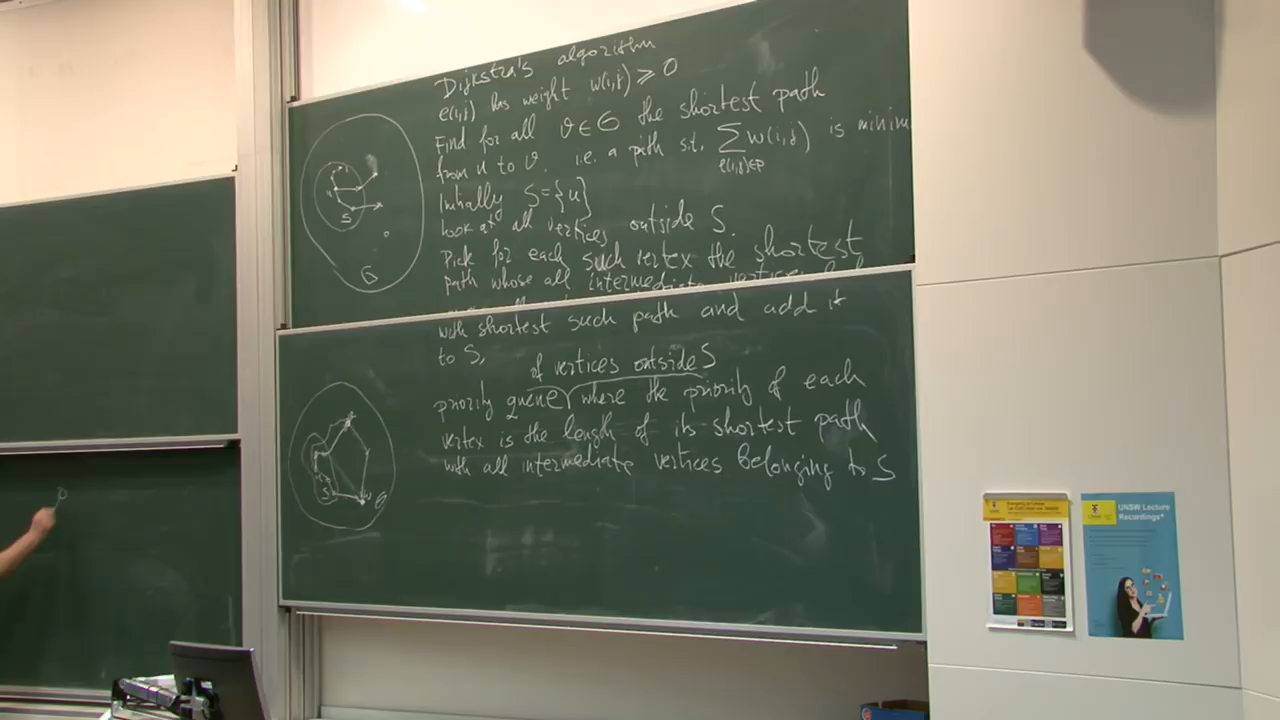 Dijkstra's algorithm
e(i,j) has weight w(i,j) ⩾ 0
Find for all v ∈ G the shortest path
from u to v. i.e. a path s.t. ∑ w(i,j) is minim
e(i,j)∈P
Initially S = {u}
Look at all vertices outside S.
Pick for each such vertex the shortest
path whose all intermediate
S
G
with shortest such path and add it
to S,
of vertices outside S
priority queue where the priority of each
vertex is the length of its shortest path
with all intermediate vertices belonging to S
S
G
UNSW Lecture
Recordings*